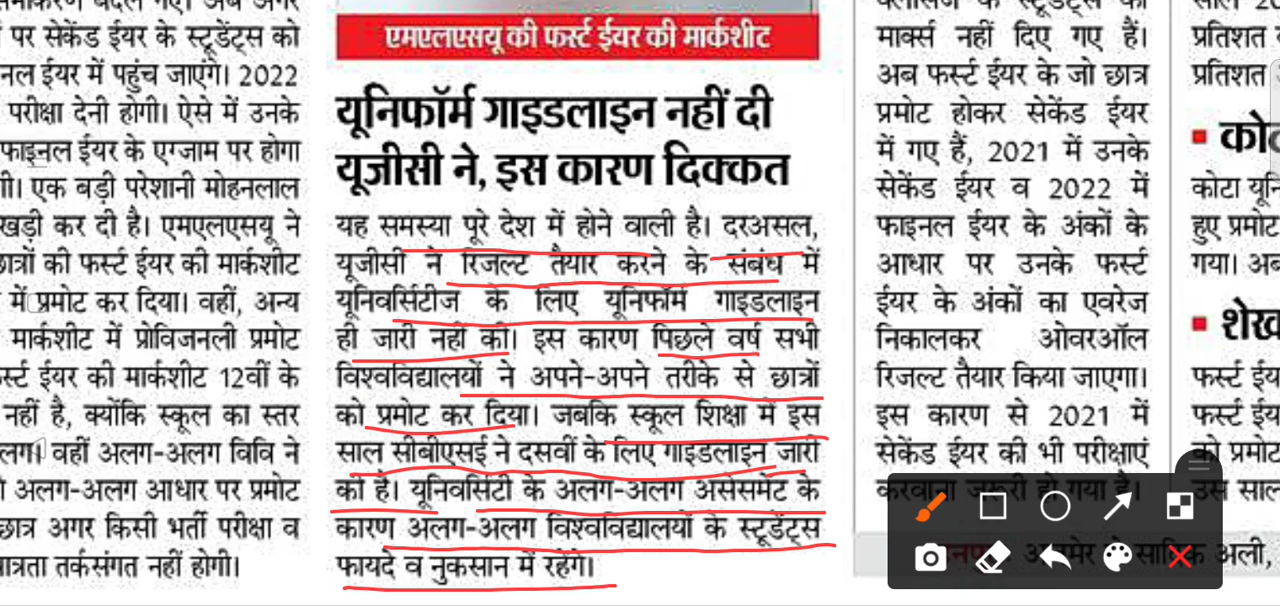 पर सेकेंड ईयर के स्टूडेंट्स को
नल ईयर में पहुंच जाएंगे। 2022
परीक्षा देनी होगी। ऐसे में उनके
फाइनल ईयर के एग्जाम पर होगा
एक बड़ी परेशानी मोहनलाल
खड़ी कर दी है। एमएलएसयू ने
छात्रों की फर्स्ट ईयर की मार्कशीट
में प्रमोट कर दिया। वहीं, अन्य
मार्कशीट में प्रोविजनली प्रमोट
र्स्ट ईयर की मार्कशीट 12वीं के
नहीं है, क्योंकि स्कूल का स्तर
लग। वहीं अलग-अलग विवि ने
अलग-अलग आधार पर प्रमोट
छात्र अगर किसी भर्ती परीक्षा व
ात्रता तर्कसंगत नहीं होगी।
एमएलएसयू की फर्स्ट ईयर की मार्कशीट
यूनिफॉर्म गाइडलाइन नहीं दी
यूजीसी ने, इस कारण दिक्कत
यह समस्या पूरे देश में होने वाली है। दरअसल,
यूजीसी ने रिजल्ट तैयार करने के संबंध में
यूनिवर्सिटीज के लिए यूनिफॉर्म गाइडलाइन
ही जारी नहीं की। इस कारण पिछले वर्ष सभी
विश्वविद्यालयों ने अपने-अपने तरीके से छात्रों
को प्रमोट कर दिया। जबकि स्कूल शिक्षा में इस
साल सीबीएसई ने दसवीं के लिए गाइडलाइन जारी
की है। यूनिवर्सिटी के अलग-अलग असेसमेंट के
कारण अलग-अलग विश्वविद्यालयों के स्टूडेंट्स
फायदे व नुकसान में रहेंगे।
मार्क्स नहीं दिए गए हैं।
अब फर्स्ट ईयर के जो छात्र
प्रमोट होकर सेकेंड ईयर
में गए हैं, 2021 में उनके
सेकेंड ईयर व 2022 में
फाइनल ईयर के अंकों के
आधार पर उनके फर्स्ट
ईयर के अंकों का एवरेज
निकालकर ओवरऑल
रिजल्ट तैयार किया जाएगा।
इस कारण से 2021 में
सेकेंड ईयर की भी परीक्षाएं
करवाना जरूरी हो गया है।
प्रतिशत
प्रतिशत
कोटा यूनि
हुए प्रमोट
गया। अब
शेख
फर्स्ट ईय
फर्स्ट ईय
को प्रमोट
उस साल
अली,